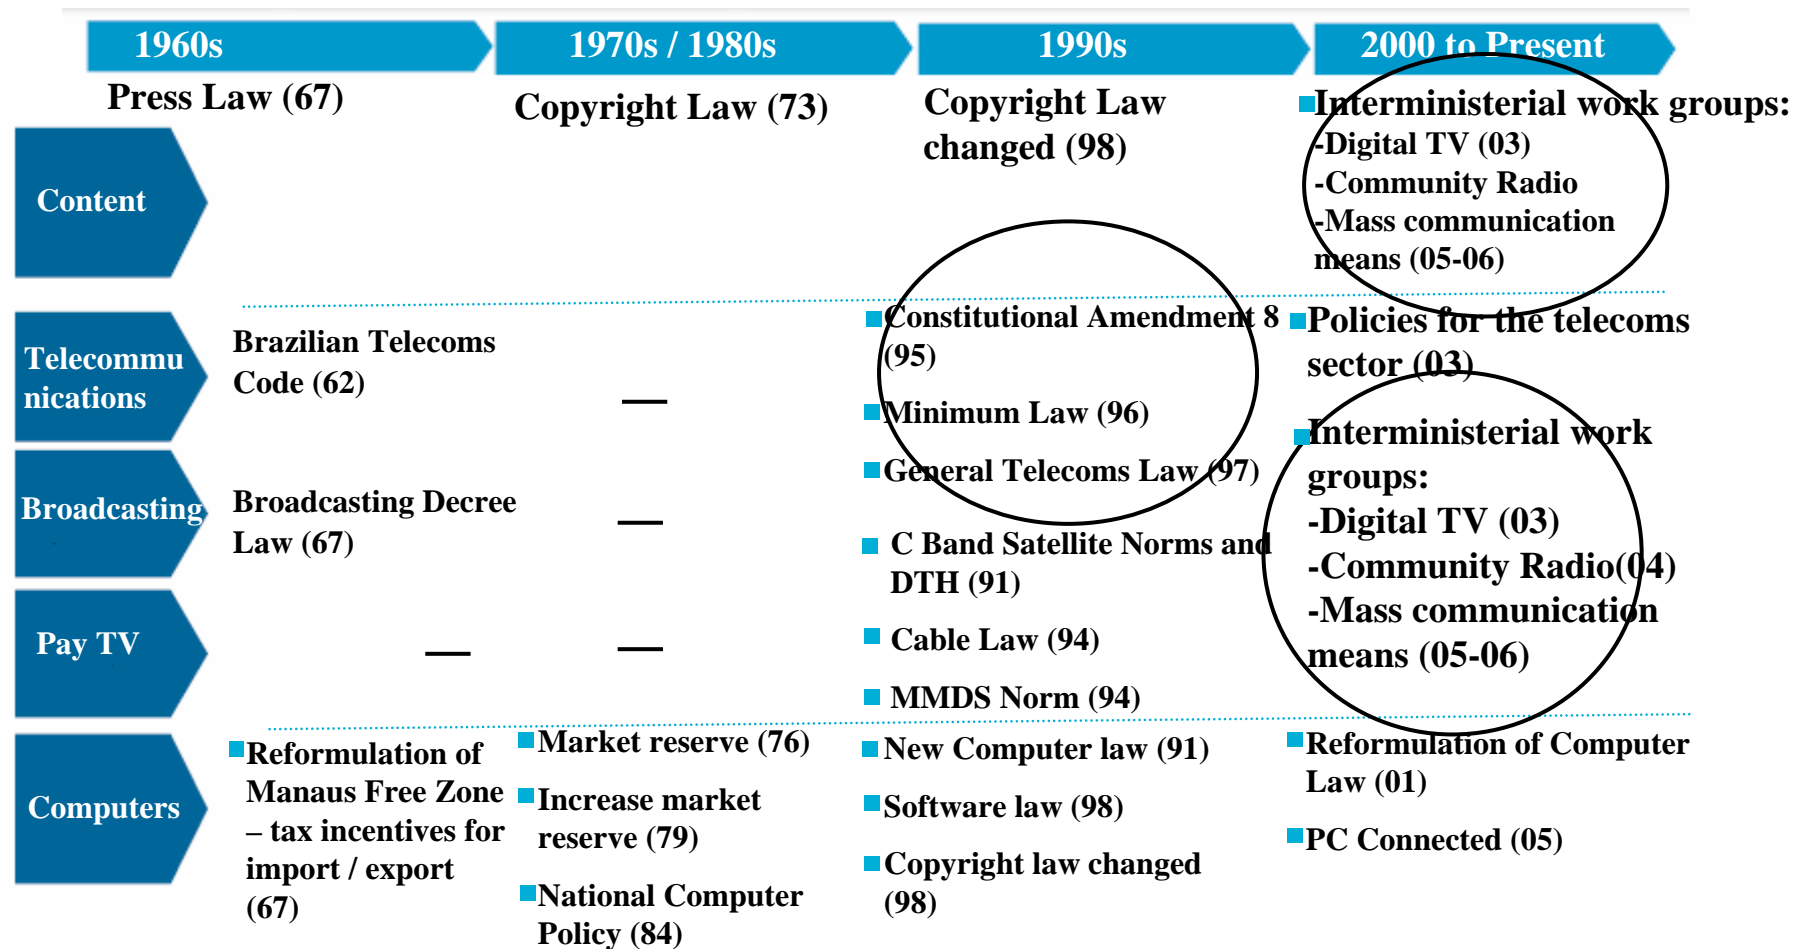 1960s
1970s / 1980s
1990s
2000 to Present
Content
Press Law (67)
Copyright Law (73)
Copyright Law
changed (98)
Interministerial work groups:
-Digital TV (03)
-Community Radio
-Mass communication
means (05-06)
Telecommu
nications
Brazilian Telecoms
Code (62)
—
Constitutional Amendment 8
(95)
Minimum Law (96)
General Telecoms Law (97)
Policies for the telecoms
sector (03)
Interministerial work
groups:
-Digital TV (03)
-Community Radio(04)
-Mass communication
means (05-06)
Broadcasting
Broadcasting Decree
Law (67)
—
C Band Satellite Norms and
DTH (91)
Cable Law (94)
MMDS Norm (94)
Pay TV
—
—
Computers
Reformulation of
Manaus Free Zone
– tax incentives for
import / export
(67)
Market reserve (76)
Increase market
reserve (79)
National Computer
Policy (84)
New Computer law (91)
Software law (98)
Copyright law changed
(98)
Reformulation of Computer
Law (01)
PC Connected (05)